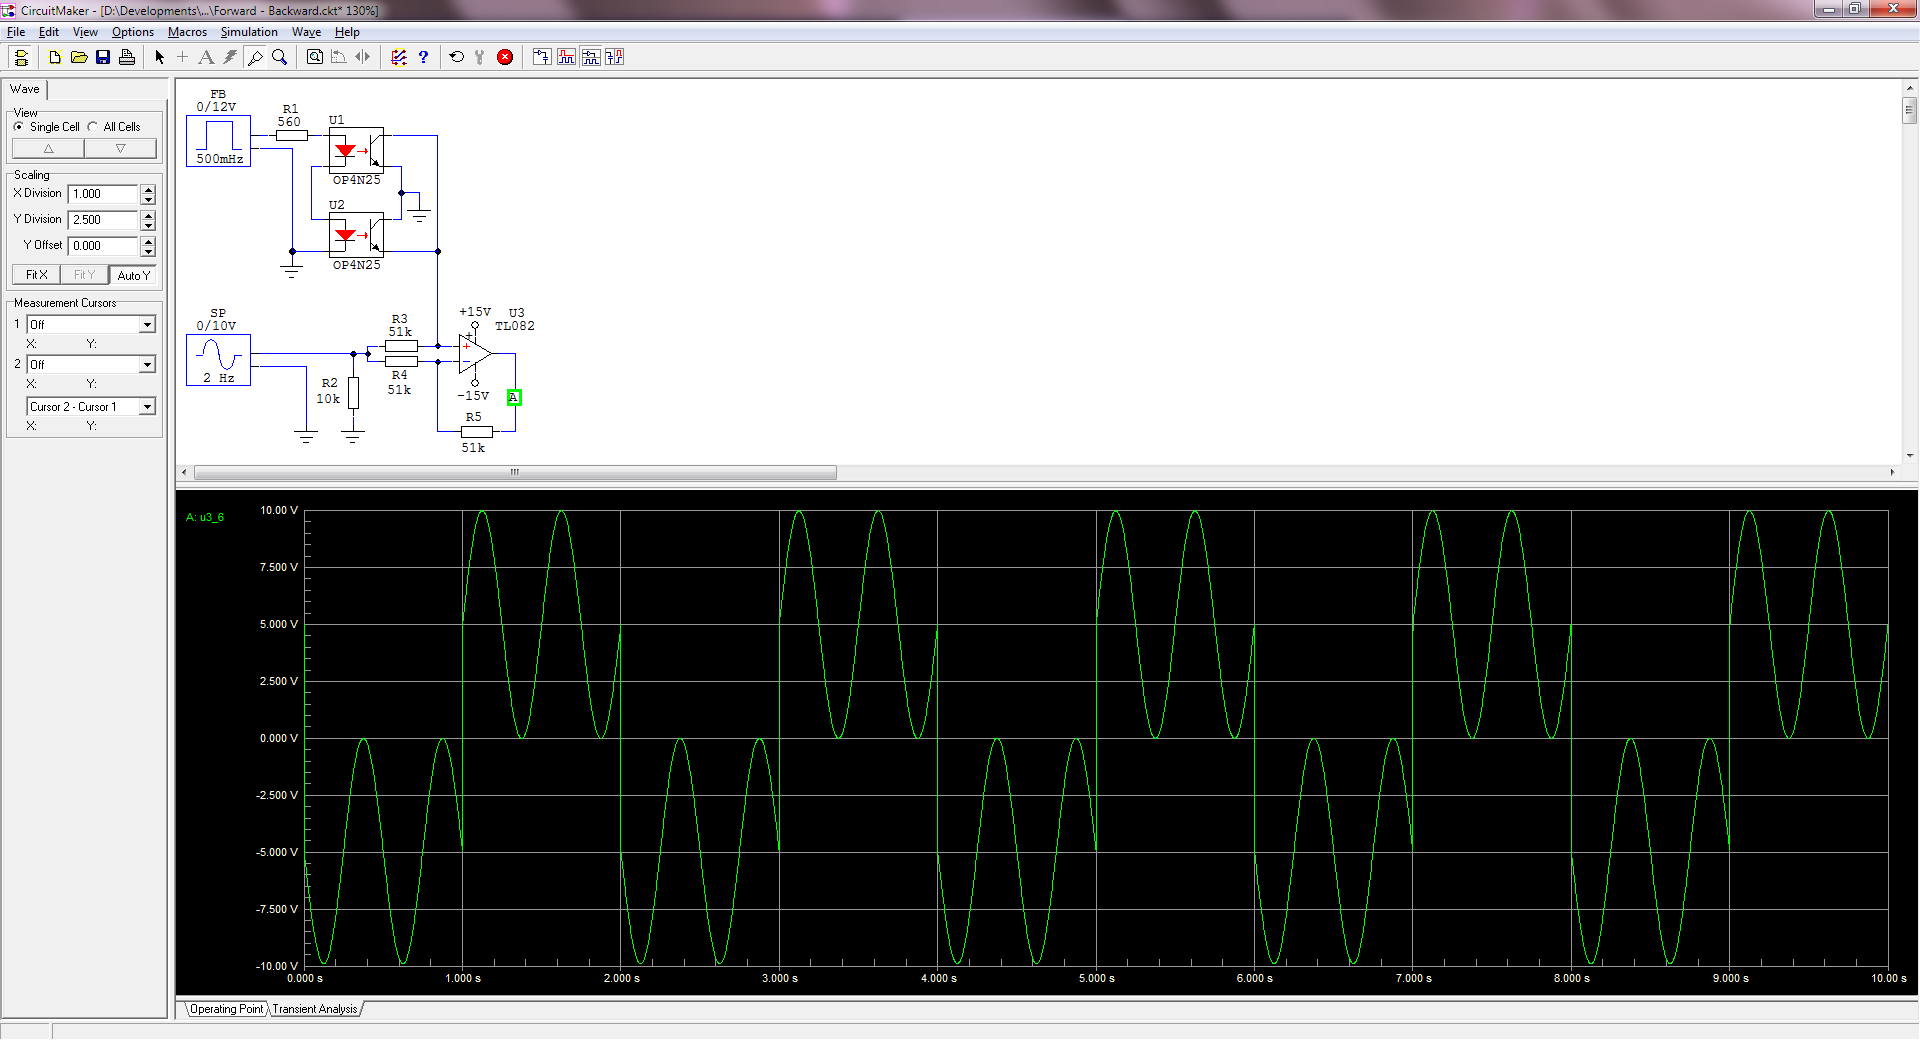 CircuitMaker - [D:\Developments\...\Forward - Backward.ckt* 130%]
File Edit View Options Macros Simulation Wave Help
Wave
View
Single Cell All Cells
Scaling
X Division 1.000
Y Division 2.500
Y Offset 0.000
Fit X Fit Y Auto Y
Measurement Cursors
1 Off
X: Y:
2 Off
X: Y:
Cursor 2 - Cursor 1
X: Y:
FB
0/12V
500mHz
R1
560
U1
OP4N25
U2
OP4N25
SP
0/10V
2 Hz
R2
10k
R3
51k
R4
51k
+15V
U3
TL082
-15V
A
R5
51k
A: u3_6
10.00 V
7.500 V
5.000 V
2.500 V
0.000 V
-2.500 V
-5.000 V
-7.500 V
-10.00 V
0.000 s 1.000 s 2.000 s 3.000 s 4.000 s 5.000 s 6.000 s 7.000 s 8.000 s 9.000 s 10.00 s
Operating Point Transient Analysis